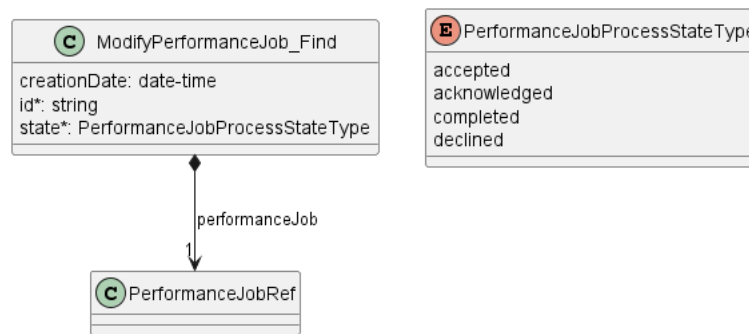 C ModifyPerformanceJob_Find
creationDate: date-time
id*: string
state*: PerformanceJobProcessStateType
E PerformanceJobProcessStateType
accepted
acknowledged
completed
declined
performanceJob
1
C PerformanceJobRef